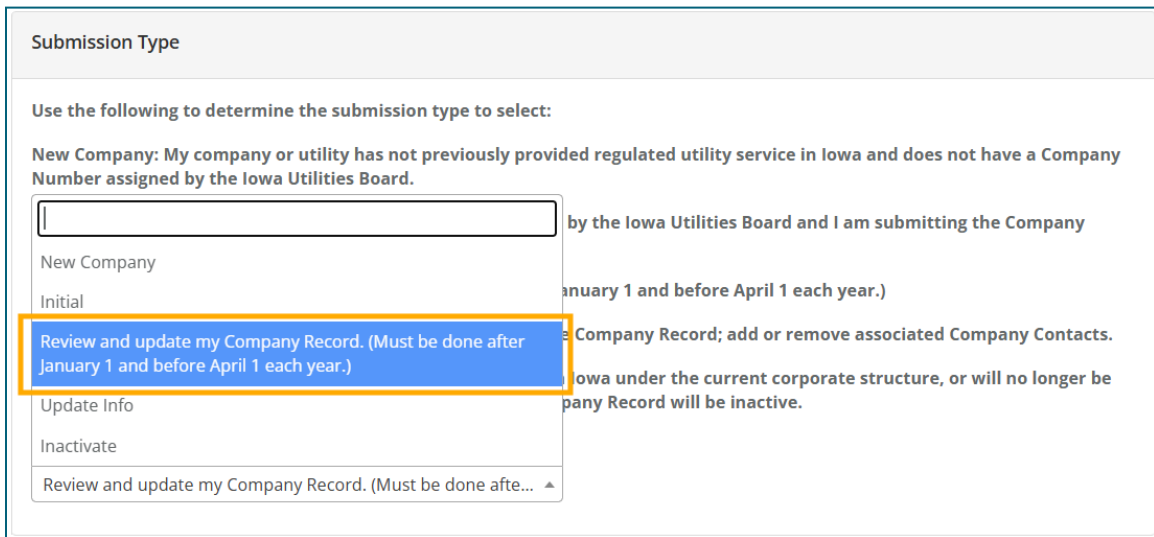 Submission Type
Use the following to determine the submission type to select:
New Company: My company or utility has not previously provided regulated utility service in Iowa and does not have a Company
Number assigned by the Iowa Utilities Board.
by the Iowa Utilities Board and I am submitting the Company
New Company
anuary 1 and before April 1 each year.)
Initial
Review and update my Company Record. (Must be done after
January 1 and before April 1 each year.)
e Company Record; add or remove associated Company Contacts.
Iowa under the current corporate structure, or will no longer be
Update Info
pany Record will be inactive.
Inactivate
Review and update my Company Record. (Must be done afte...